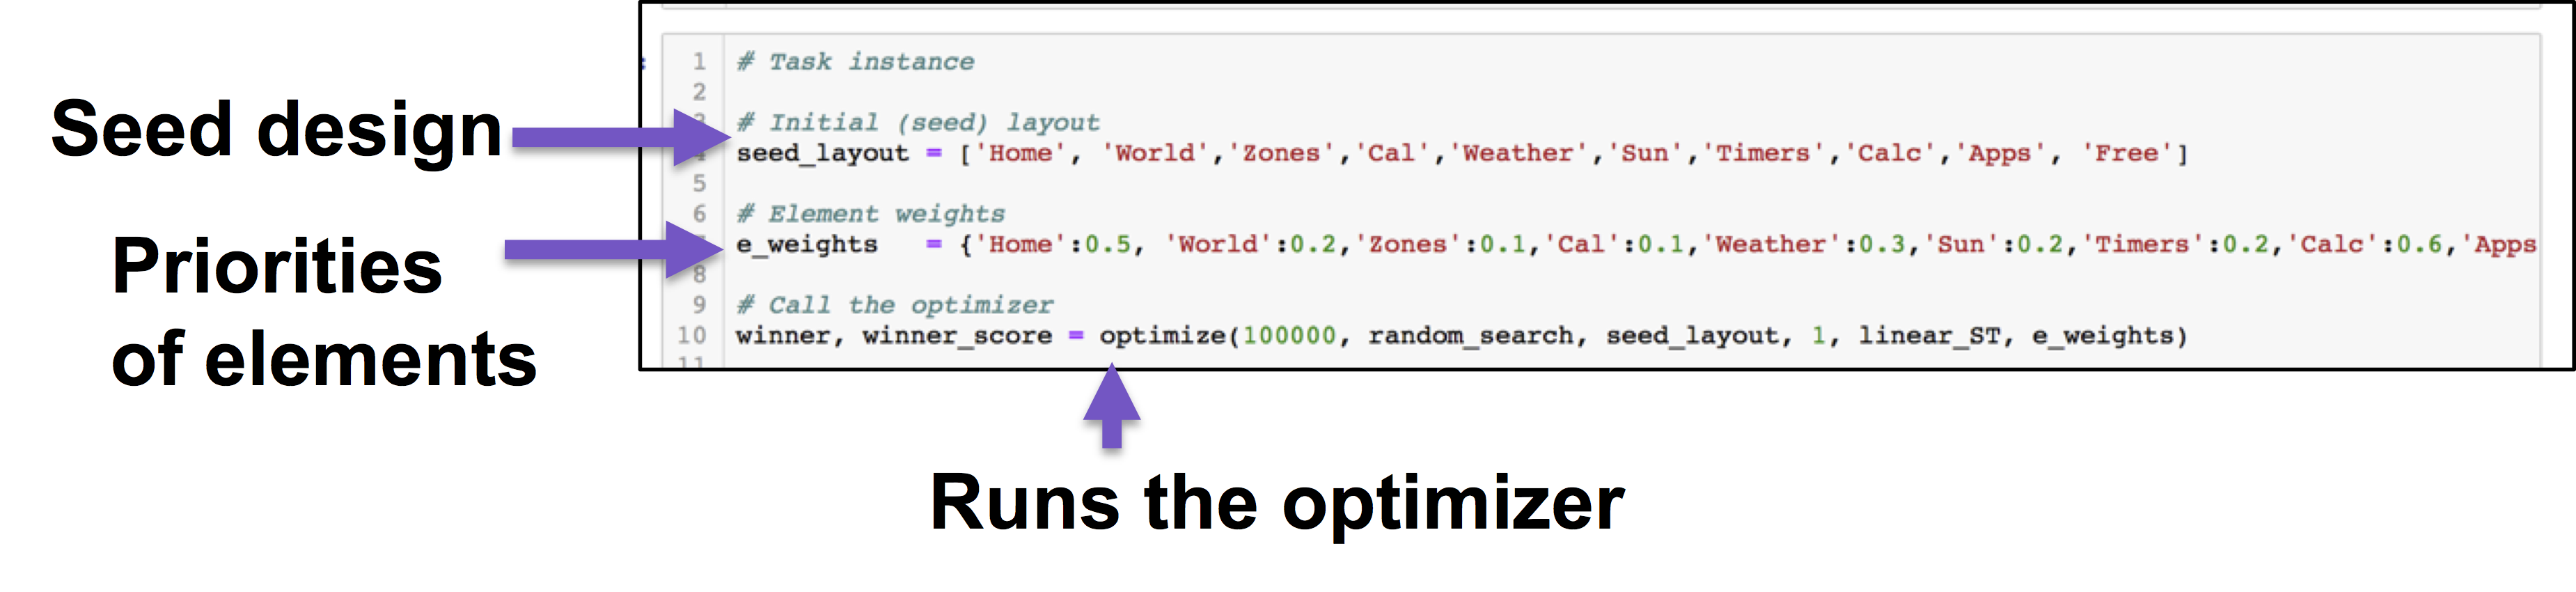 Seed design
Priorities
of elements
1 # Task instance
2
3 # Initial (seed) layout
4 seed_layout = ['Home', 'World','Zones','Cal','Weather','Sun','Timers','Calc','Apps', 'Free']
5
6 # Element weights
e_weights = {'Home':0.5, 'World':0.2,'Zones':0.1,'Cal':0.1,'Weather':0.3,'Sun':0.2,'Timers':0.2,'Calc':0.6,'Apps
8
9 # Call the optimizer
10 winner, winner_score = optimize(100000, random_search, seed_layout, 1, linear_ST, e_weights)
11
Runs the optimizer